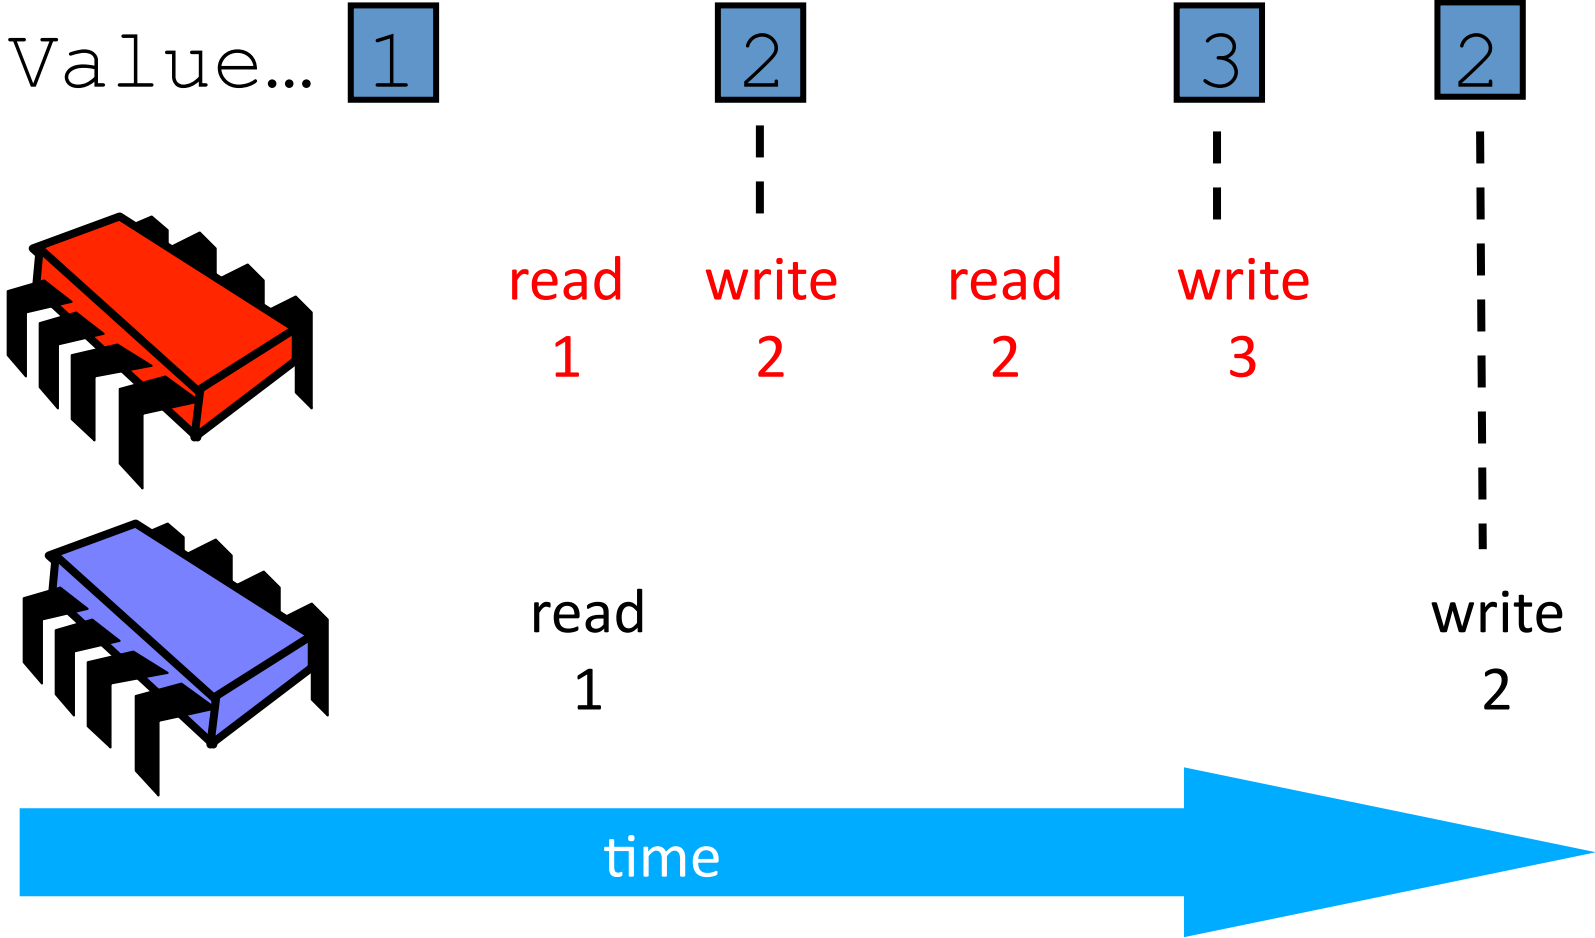 Value… 1 2 3 2
read write read write
1 2 2 3
read write
1 2
time